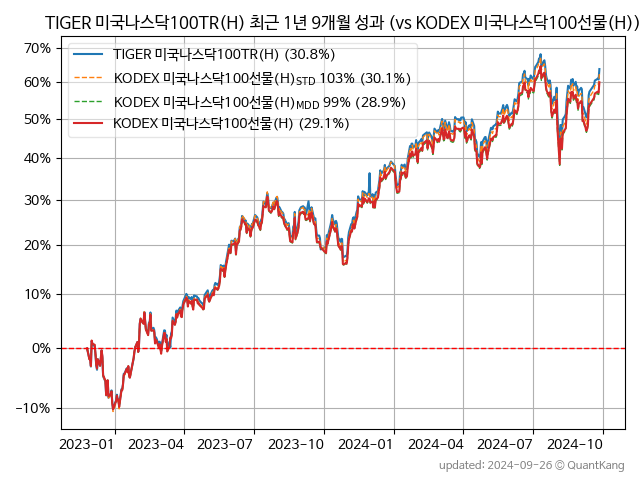 TIGER 미국나스닥100TR(H) 최근 1년 9개월 성과 (vs KODEX 미국나스닥100선물(H))
TIGER 미국나스닥100TR(H) (30.8%)
KODEX 미국나스닥100선물(H)STD 103% (30.1%)
KODEX 미국나스닥100선물(H)MDD 99% (28.9%)
KODEX 미국나스닥100선물(H) (29.1%)
70%
60%
50%
40%
30%
20%
10%
0%
−10%
2023-01 2023-04 2023-07 2023-10 2024-01 2024-04 2024-07 2024-10
updated: 2024-09-26 © QuantKang